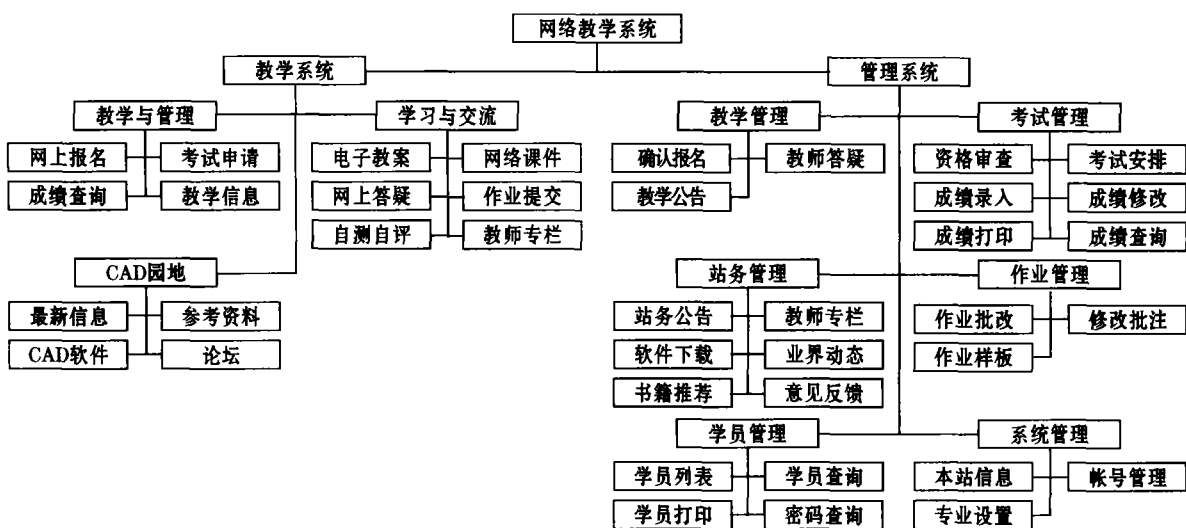 网络教学系统
教学系统
管理系统
教学与管理
学习与交流
教学管理
考试管理
网上报名
考试申请
电子教案
网络课件
确认报名
教师答疑
资格审查
考试安排
成绩查询
教学信息
网上答疑
作业提交
教学公告
成绩录入
成绩修改
自测自评
教师专栏
成绩打印
成绩查询
CAD园地
站务管理
作业管理
最新信息
参考资料
站务公告
教师专栏
作业批改
修改批注
CAD软件
论坛
软件下载
业界动态
作业样板
书籍推荐
意见反馈
学员管理
系统管理
学员列表
学员查询
本站信息
帐号管理
学员打印
密码查询
专业设置